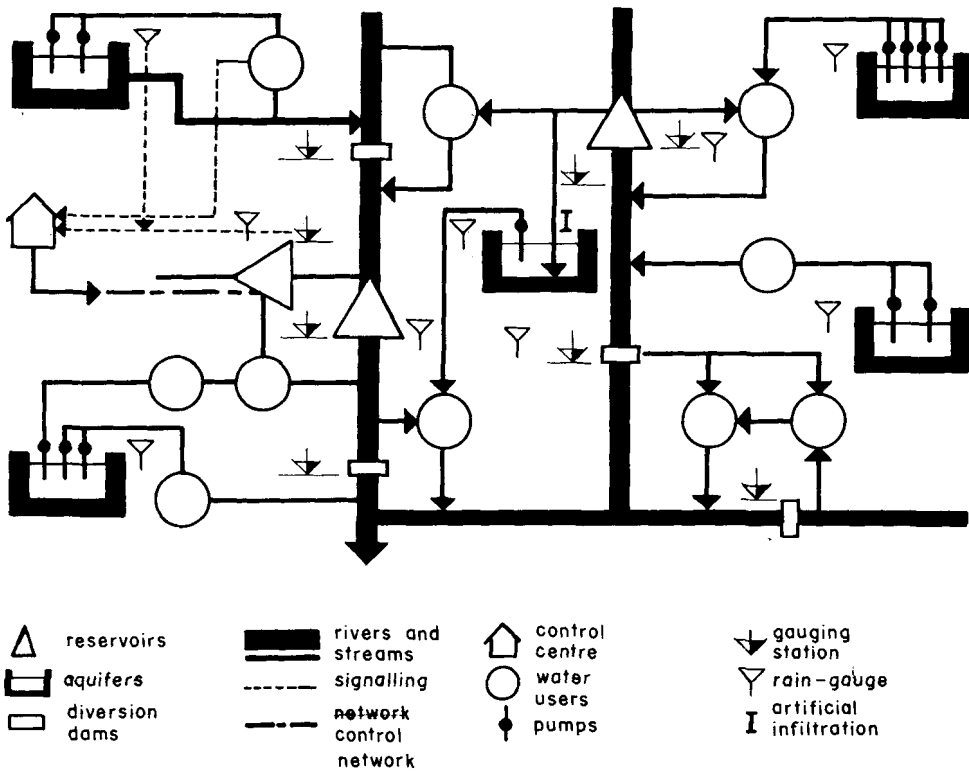 I
reservoirs
aquifers
diversion
dams
rivers and
streams
signalling
network
control
network
control
centre
water
users
pumps
gauging
station
rain-gauge
I artificial
infiltration